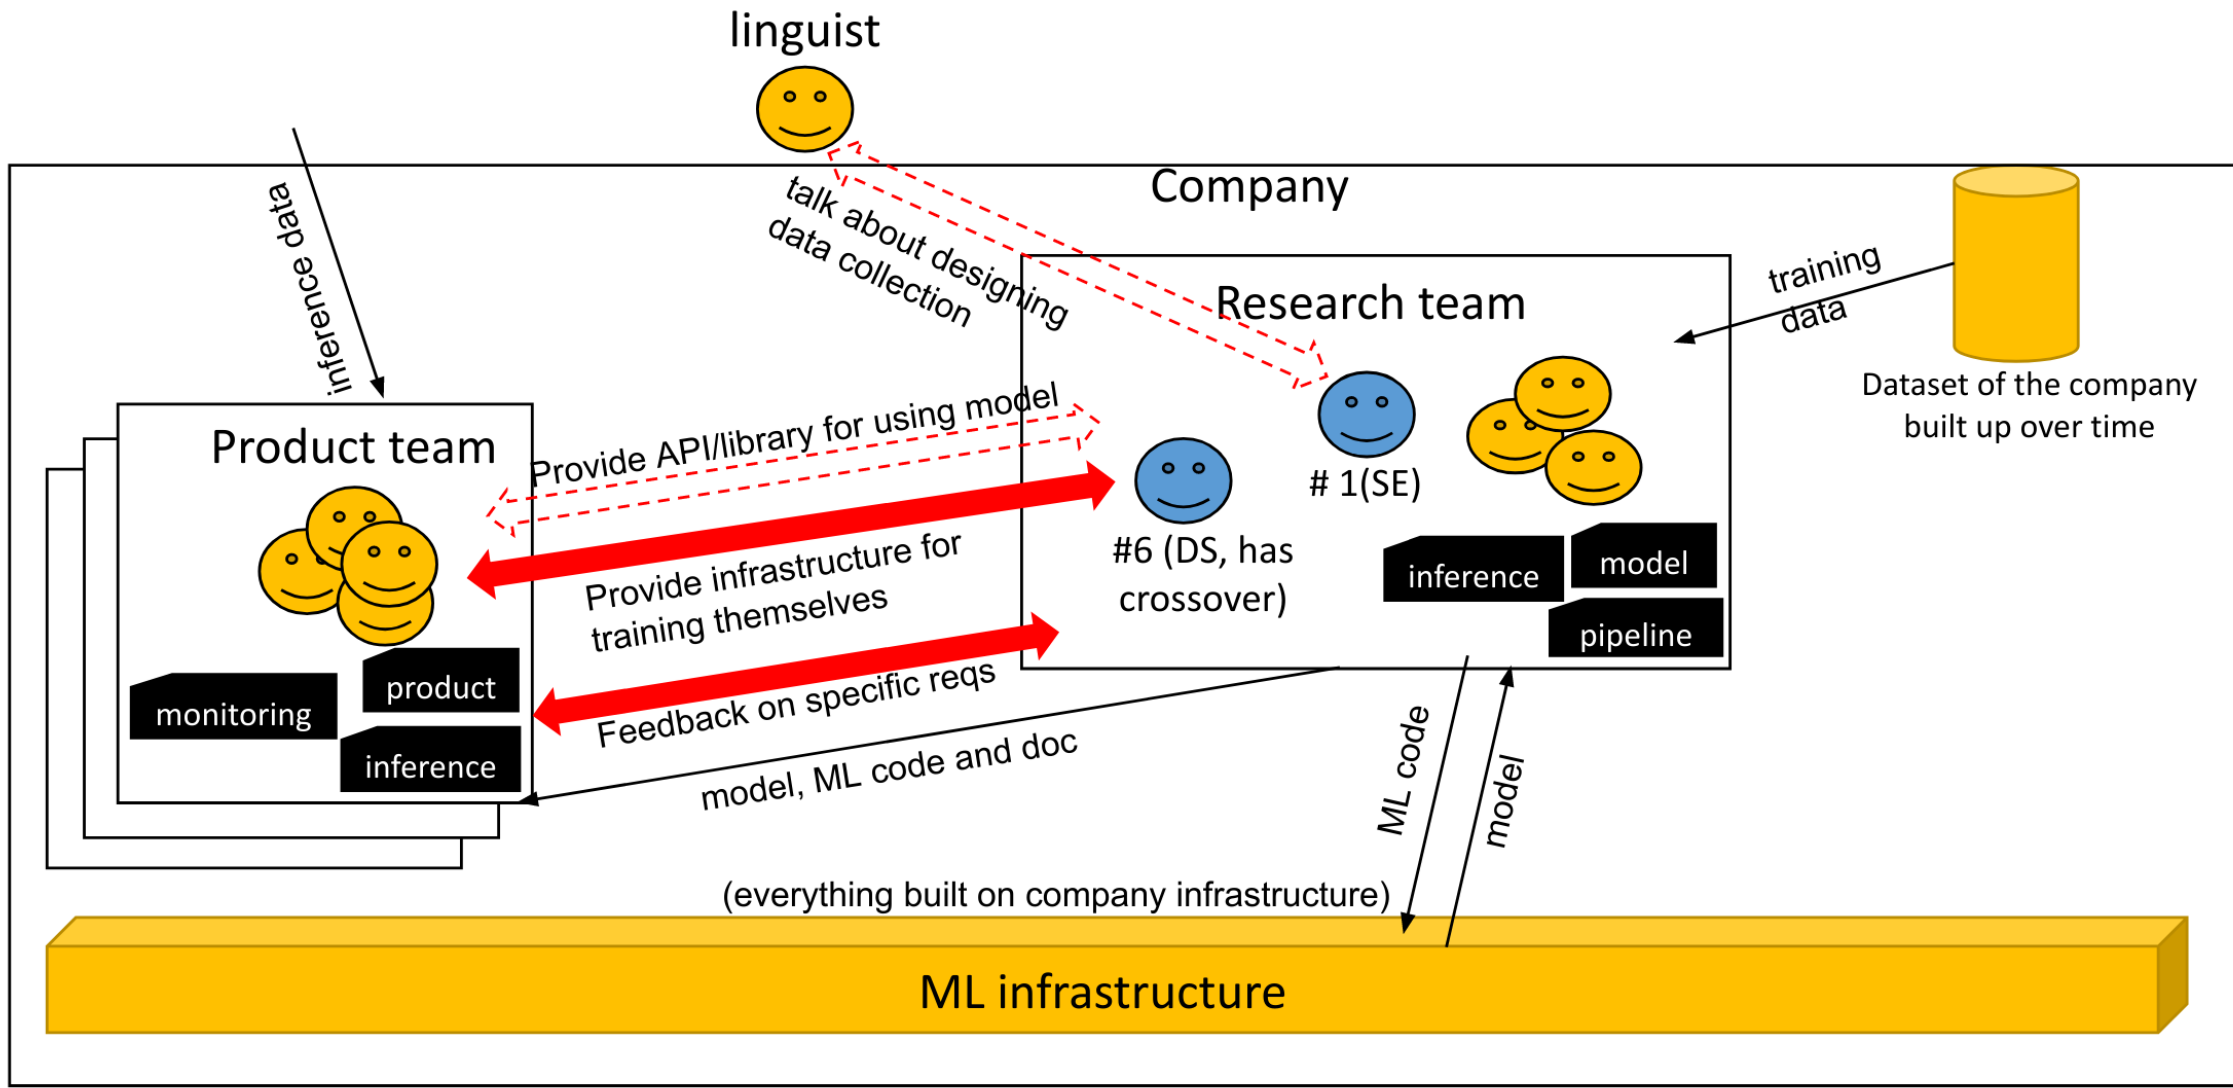 linguist
Company
inference data
talk about designing
data collection
Research team
training
data
Dataset of the company
built up over time
Product team
Provide API/library for using model
# 1(SE)
#6 (DS, has
crossover)
Provide infrastructure for
training themselves
inference
model
pipeline
product
monitoring
inference
Feedback on specific reqs
model, ML code and doc
ML code
model
(everything built on company infrastructure)
ML infrastructure